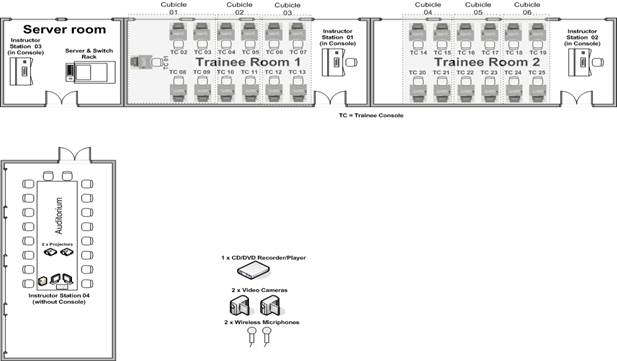 Cubicle
01
Cubicle
02
Cubicle
03
Cubicle
04
Cubicle
05
Cubicle
06
Server room
Instructor
Station 03
(in Console)
Server & Switch
Rack
TC 01
TC 02
TC 03
TC 04
TC 05
TC 06
TC 07
Trainee Room 1
TC 08
TC 09
TC 10
TC 11
TC 12
TC 13
Instructor
Station 01
(in Console)
TC 14
TC 15
TC 16
TC 17
TC 18
TC 19
Trainee Room 2
TC 20
TC 21
TC 22
TC 23
TC 24
TC 25
Instructor
Station 02
(in Console)
TC = Trainee Console
Auditorium
2 x Projectors
Instructor Station 04
(without Console)
1 x CD/DVD Recorder/Player
2 x Video Cameras
2 x Wireless Micriphones